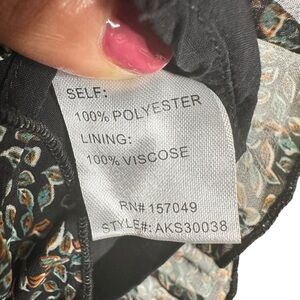 SELF:
100% POLYESTER
LINING:
100% VISCOSE
RN# 157049
STYLE#: AKS30038